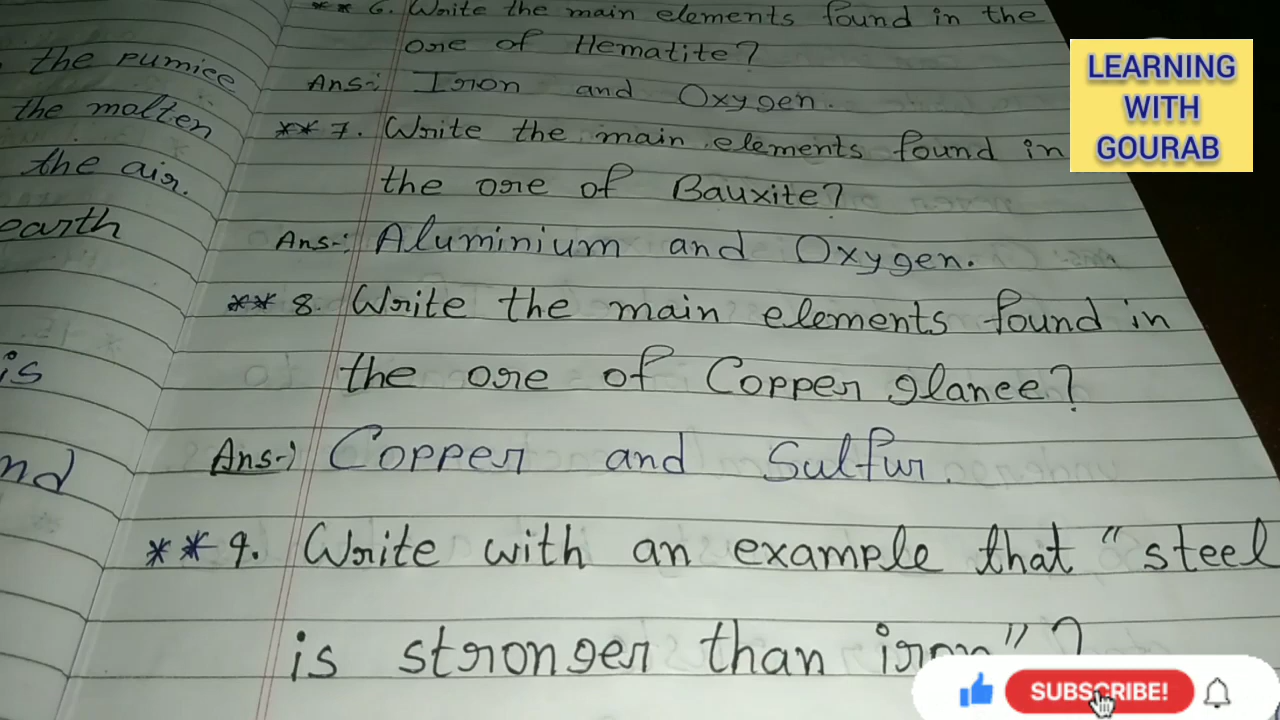 the pumice
the molten
the air.
earth
is
nd
** 6. Write the main elements found in the
ore of Hematite?
Ans:- Iron and Oxygen.
** 7. Write the main elements found in
the ore of Bauxite?
Ans:- Aluminium and Oxygen.
** 8. Write the main elements found in
the ore of Copper glance?
Ans:-) Copper and Sulfur.
** 9. Write with an example that "steel
is stronger than iron"?
LEARNING
WITH
GOURAB
SUBSCRIBE!